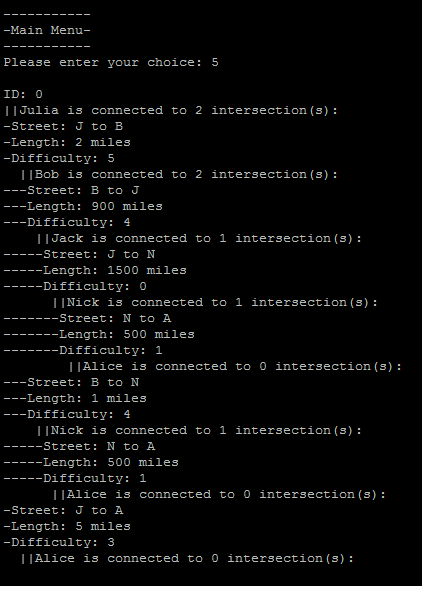 -----------
-Main Menu-
-----------
Please enter your choice: 5

ID: 0
||Julia is connected to 2 intersection(s):
-Street: J to B
-Length: 2 miles
-Difficulty: 5
  ||Bob is connected to 2 intersection(s):
---Street: B to J
---Length: 900 miles
---Difficulty: 4
    ||Jack is connected to 1 intersection(s):
-----Street: J to N
-----Length: 1500 miles
-----Difficulty: 0
      ||Nick is connected to 1 intersection(s):
-------Street: N to A
-------Length: 500 miles
-------Difficulty: 1
        ||Alice is connected to 0 intersection(s):
---Street: B to N
---Length: 1 miles
---Difficulty: 4
    ||Nick is connected to 1 intersection(s):
-----Street: N to A
-----Length: 500 miles
-----Difficulty: 1
      ||Alice is connected to 0 intersection(s):
-Street: J to A
-Length: 5 miles
-Difficulty: 3
  ||Alice is connected to 0 intersection(s):